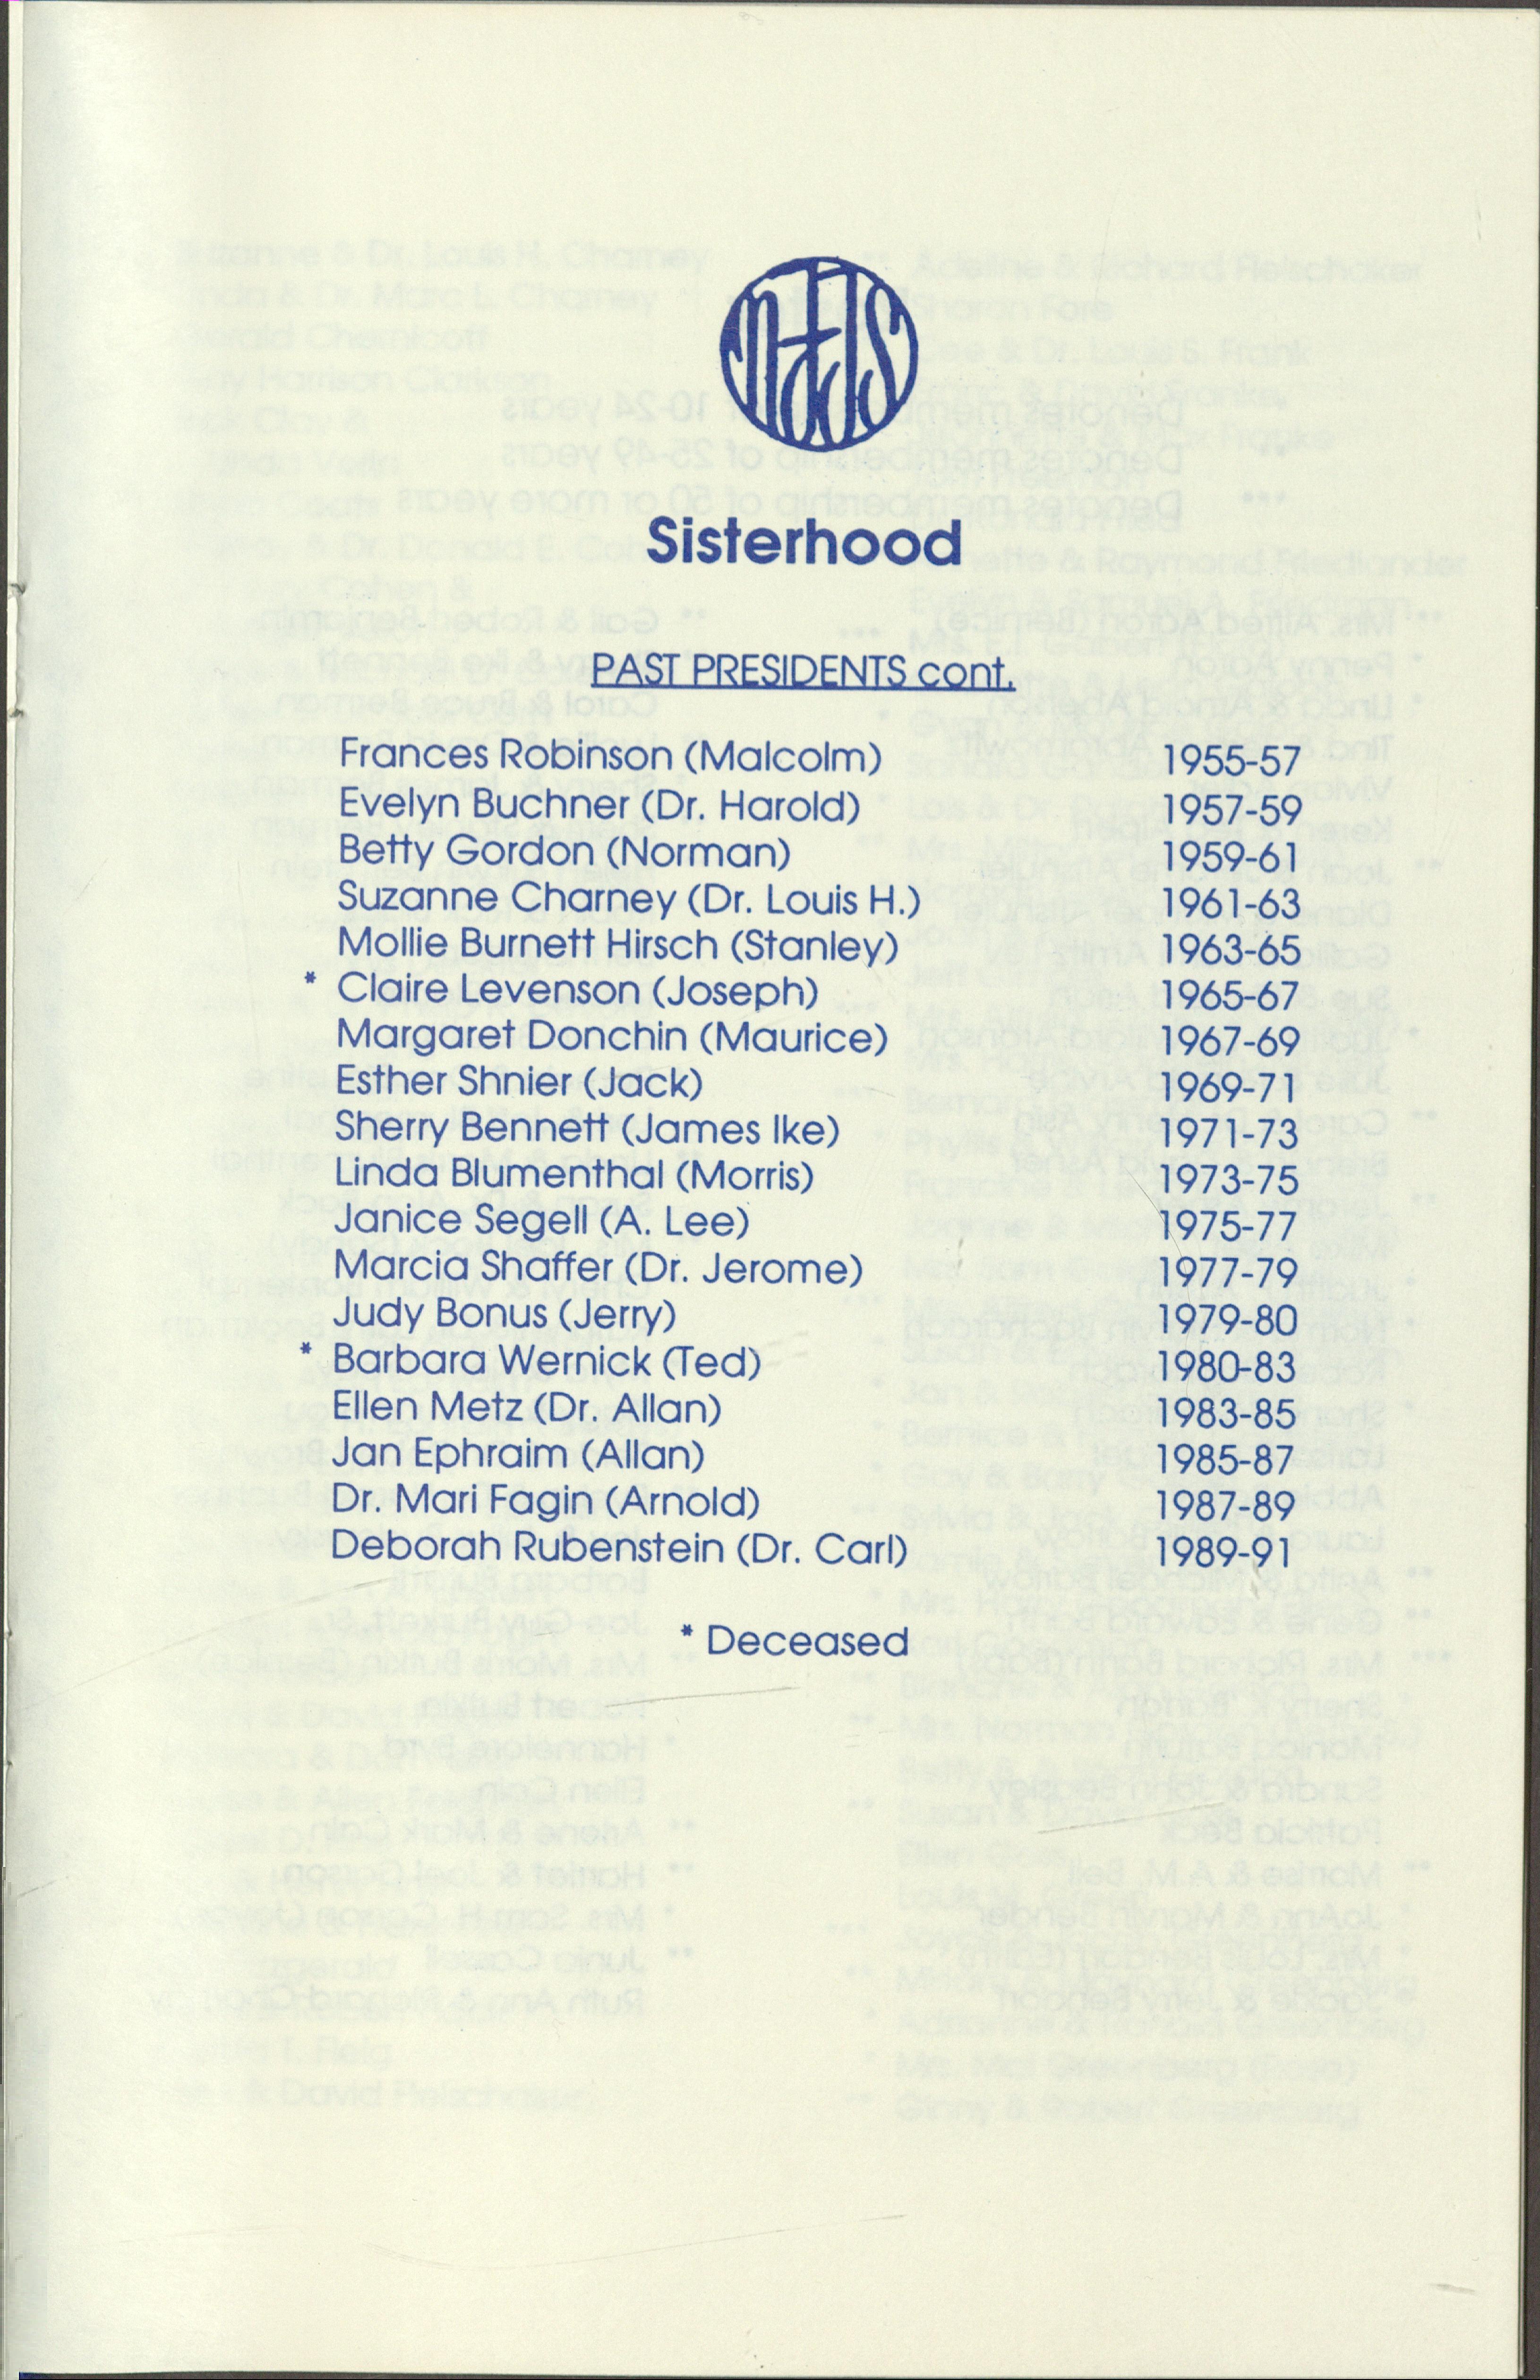 NFTS
Sisterhood
PAST PRESIDENTS cont.
Frances Robinson (Malcolm) 1955-57
Evelyn Buchner (Dr. Harold) 1957-59
Betty Gordon (Norman) 1959-61
Suzanne Charney (Dr. Louis H.) 1961-63
Mollie Burnett Hirsch (Stanley) 1963-65
* Claire Levenson (Joseph) 1965-67
Margaret Donchin (Maurice) 1967-69
Esther Shnier (Jack) 1969-71
Sherry Bennett (James Ike) 1971-73
Linda Blumenthal (Morris) 1973-75
Janice Segell (A. Lee) 1975-77
Marcia Shaffer (Dr. Jerome) 1977-79
Judy Bonus (Jerry) 1979-80
* Barbara Wernick (Ted) 1980-83
Ellen Metz (Dr. Allan) 1983-85
Jan Ephraim (Allan) 1985-87
Dr. Mari Fagin (Arnold) 1987-89
Deborah Rubenstein (Dr. Carl) 1989-91
* Deceased